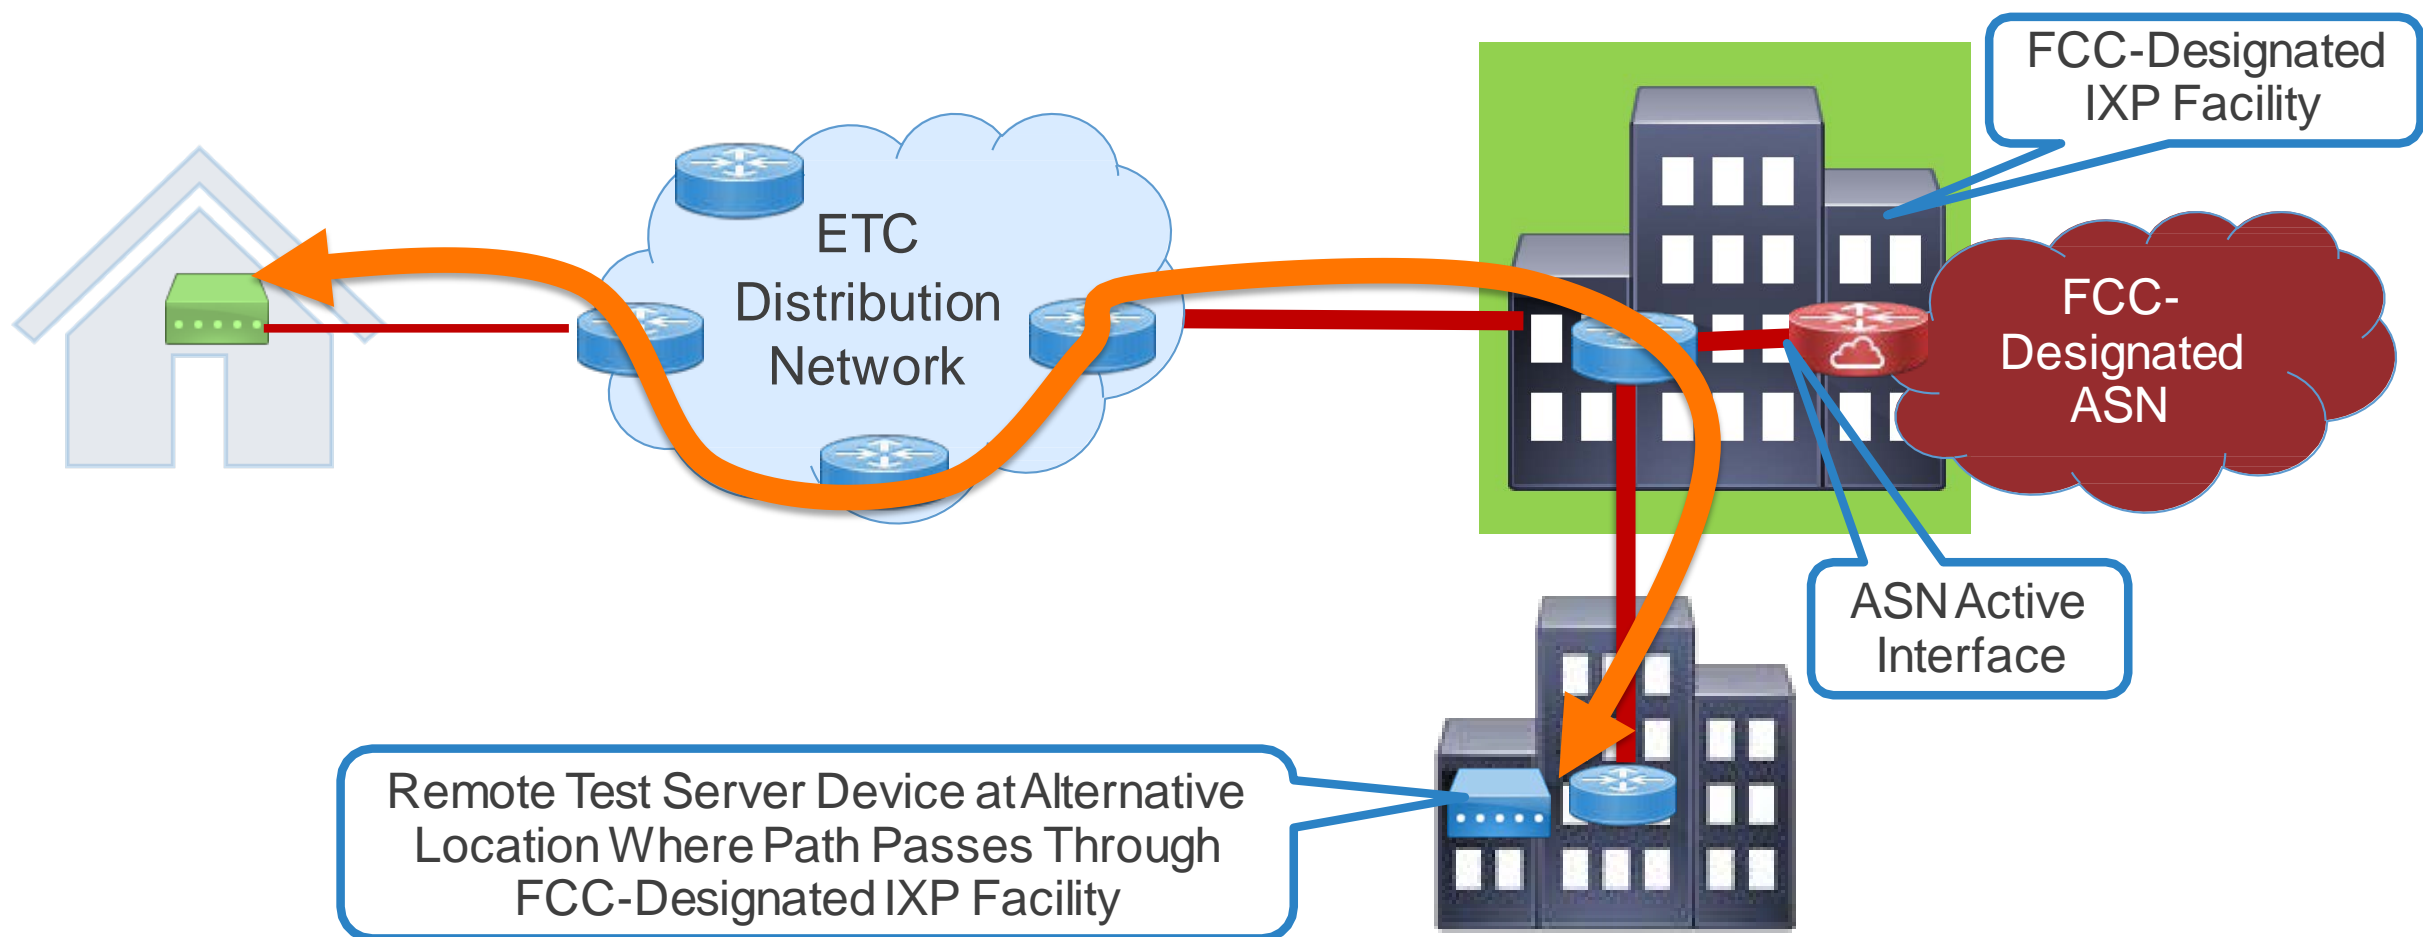 FCC-Designated
IXP Facility
ETC
Distribution
Network
FCC-
Designated
ASN
ASN Active
Interface
Remote Test Server Device at Alternative
Location Where Path Passes Through
FCC-Designated IXP Facility